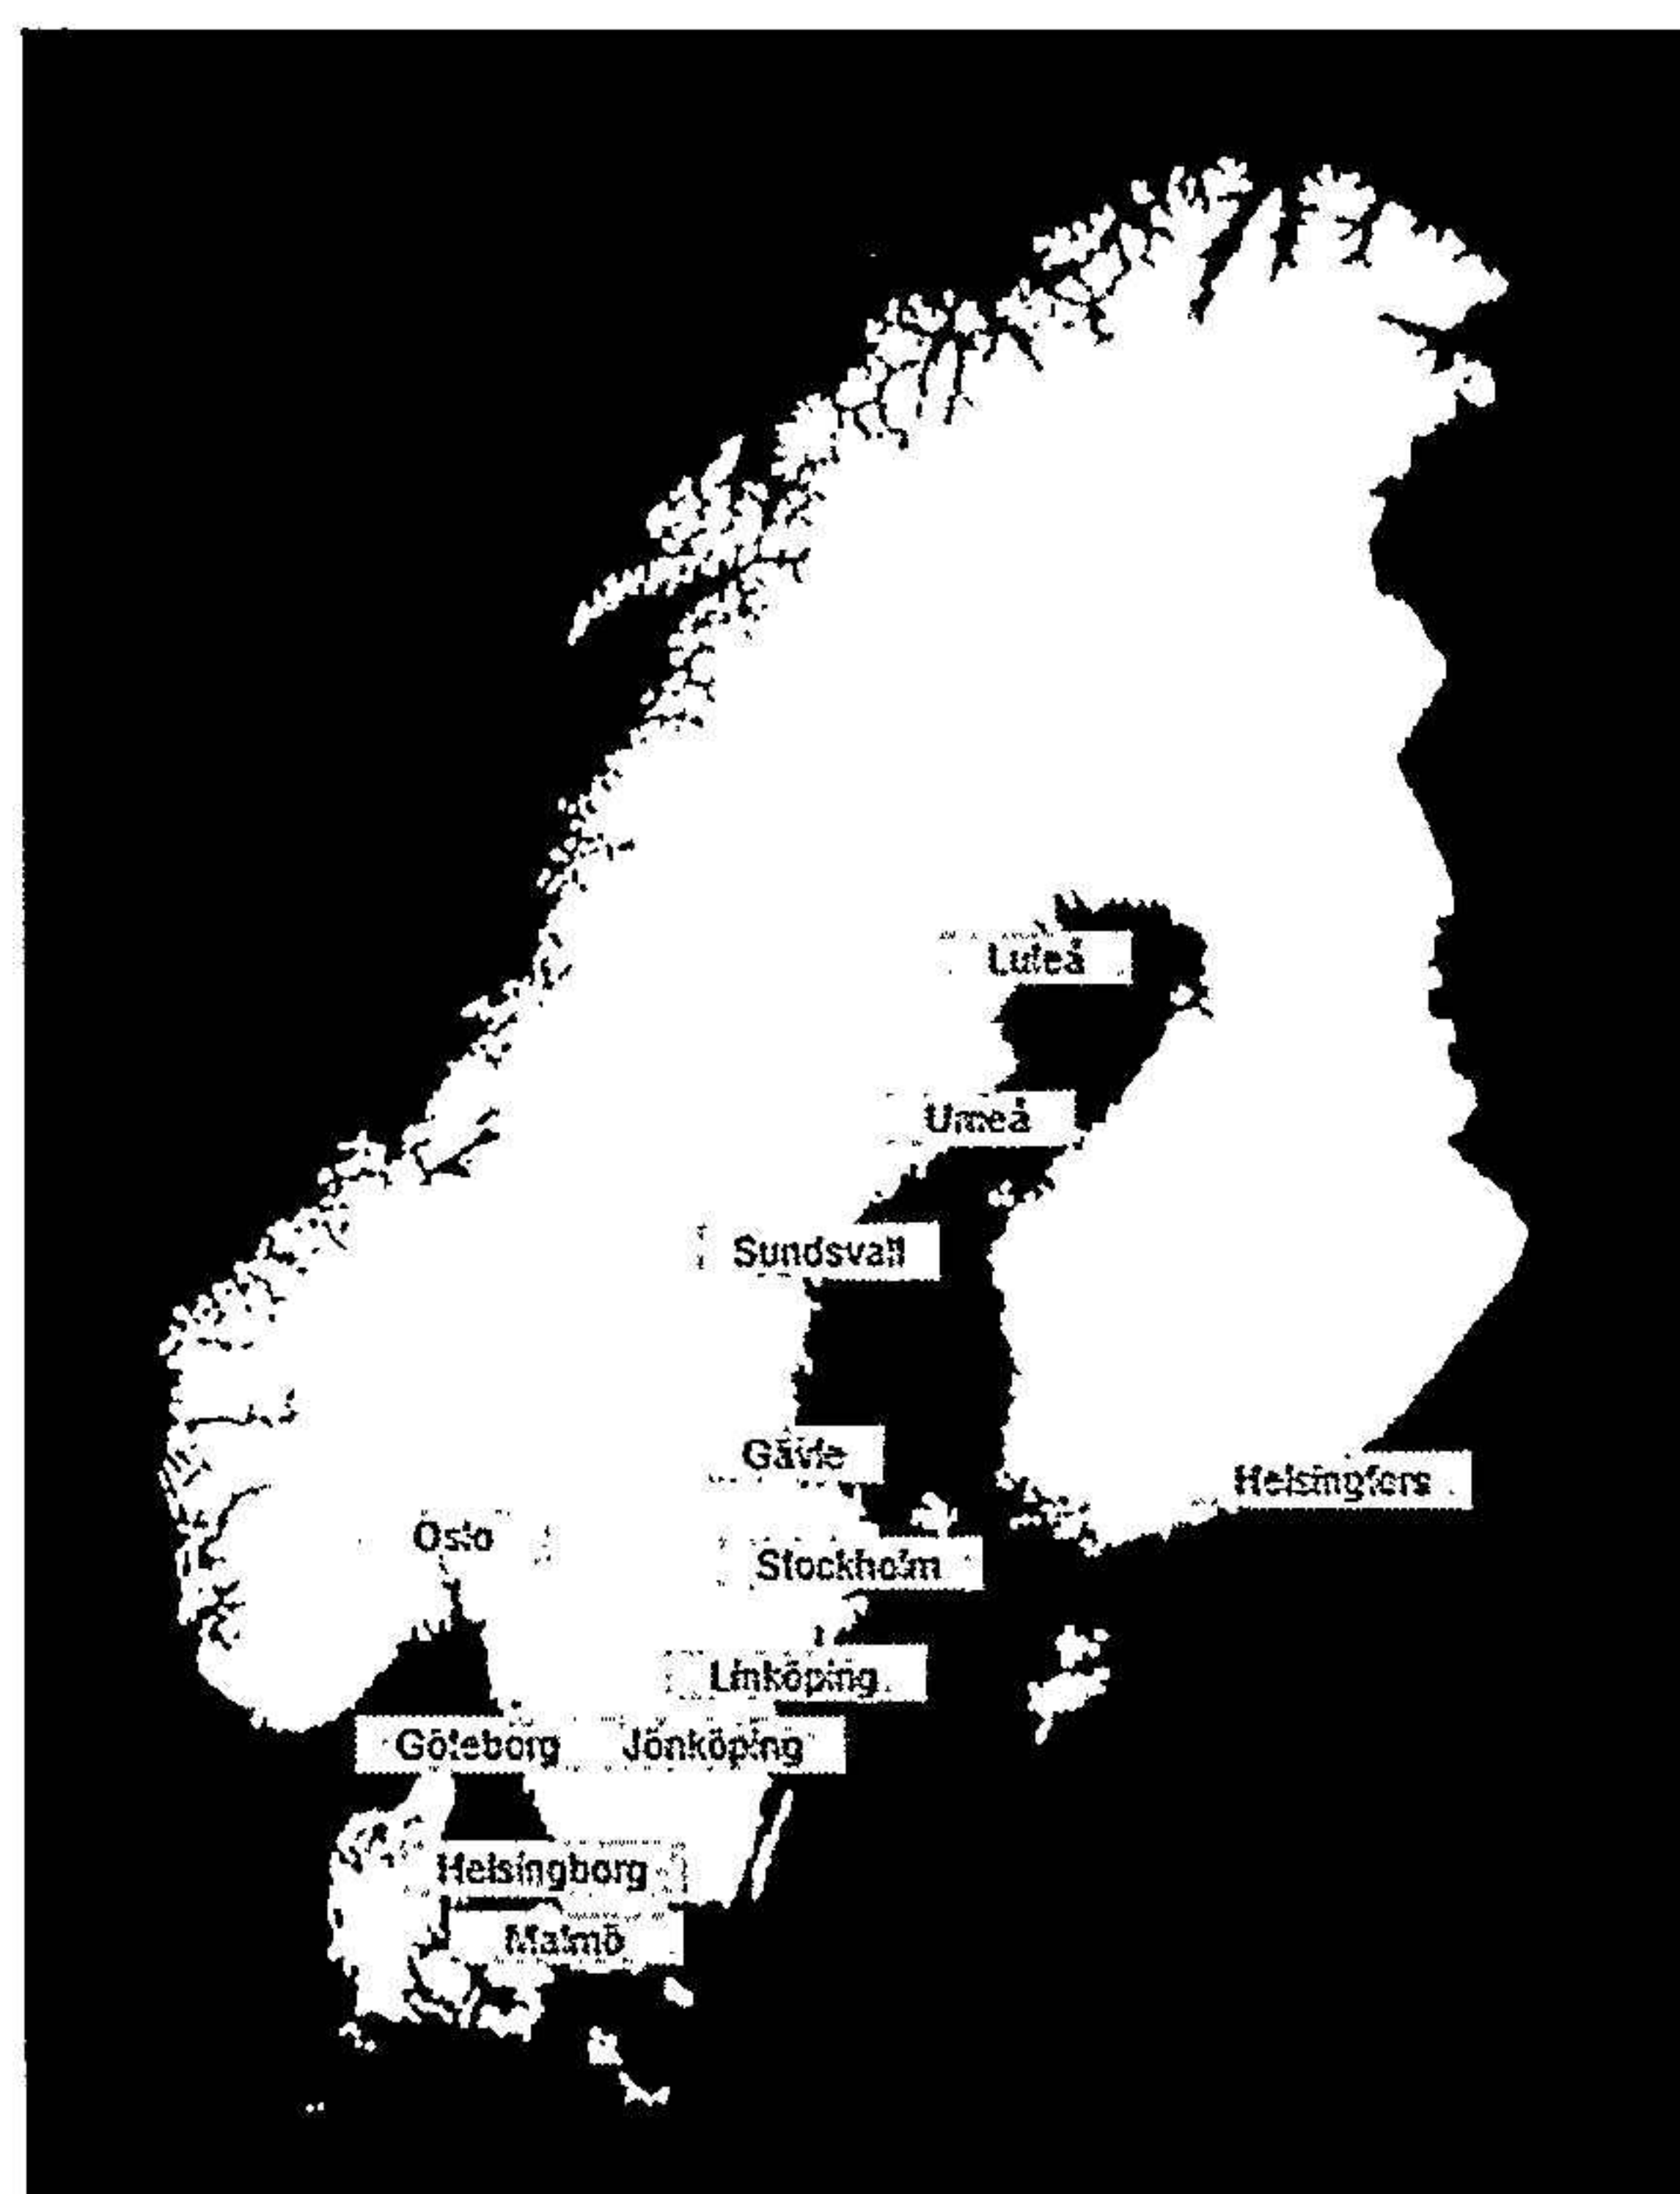 Luleå
Umeå
Sundsvall
Gävle
Helsingfors
Oslo
Stockholm
Linköping
Göteborg Jönköping
Helsingborg
Malmö